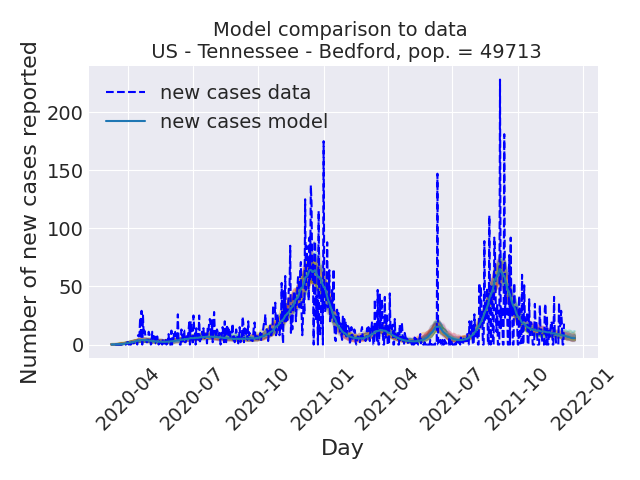 Model comparison to data
US - Tennessee - Bedford, pop. = 49713
Number of new cases reported
200
150
100
50
0
new cases data
new cases model
2020-04
2020-07
2020-10
2021-01
2021-04
2021-07
2021-10
2022-01
Day